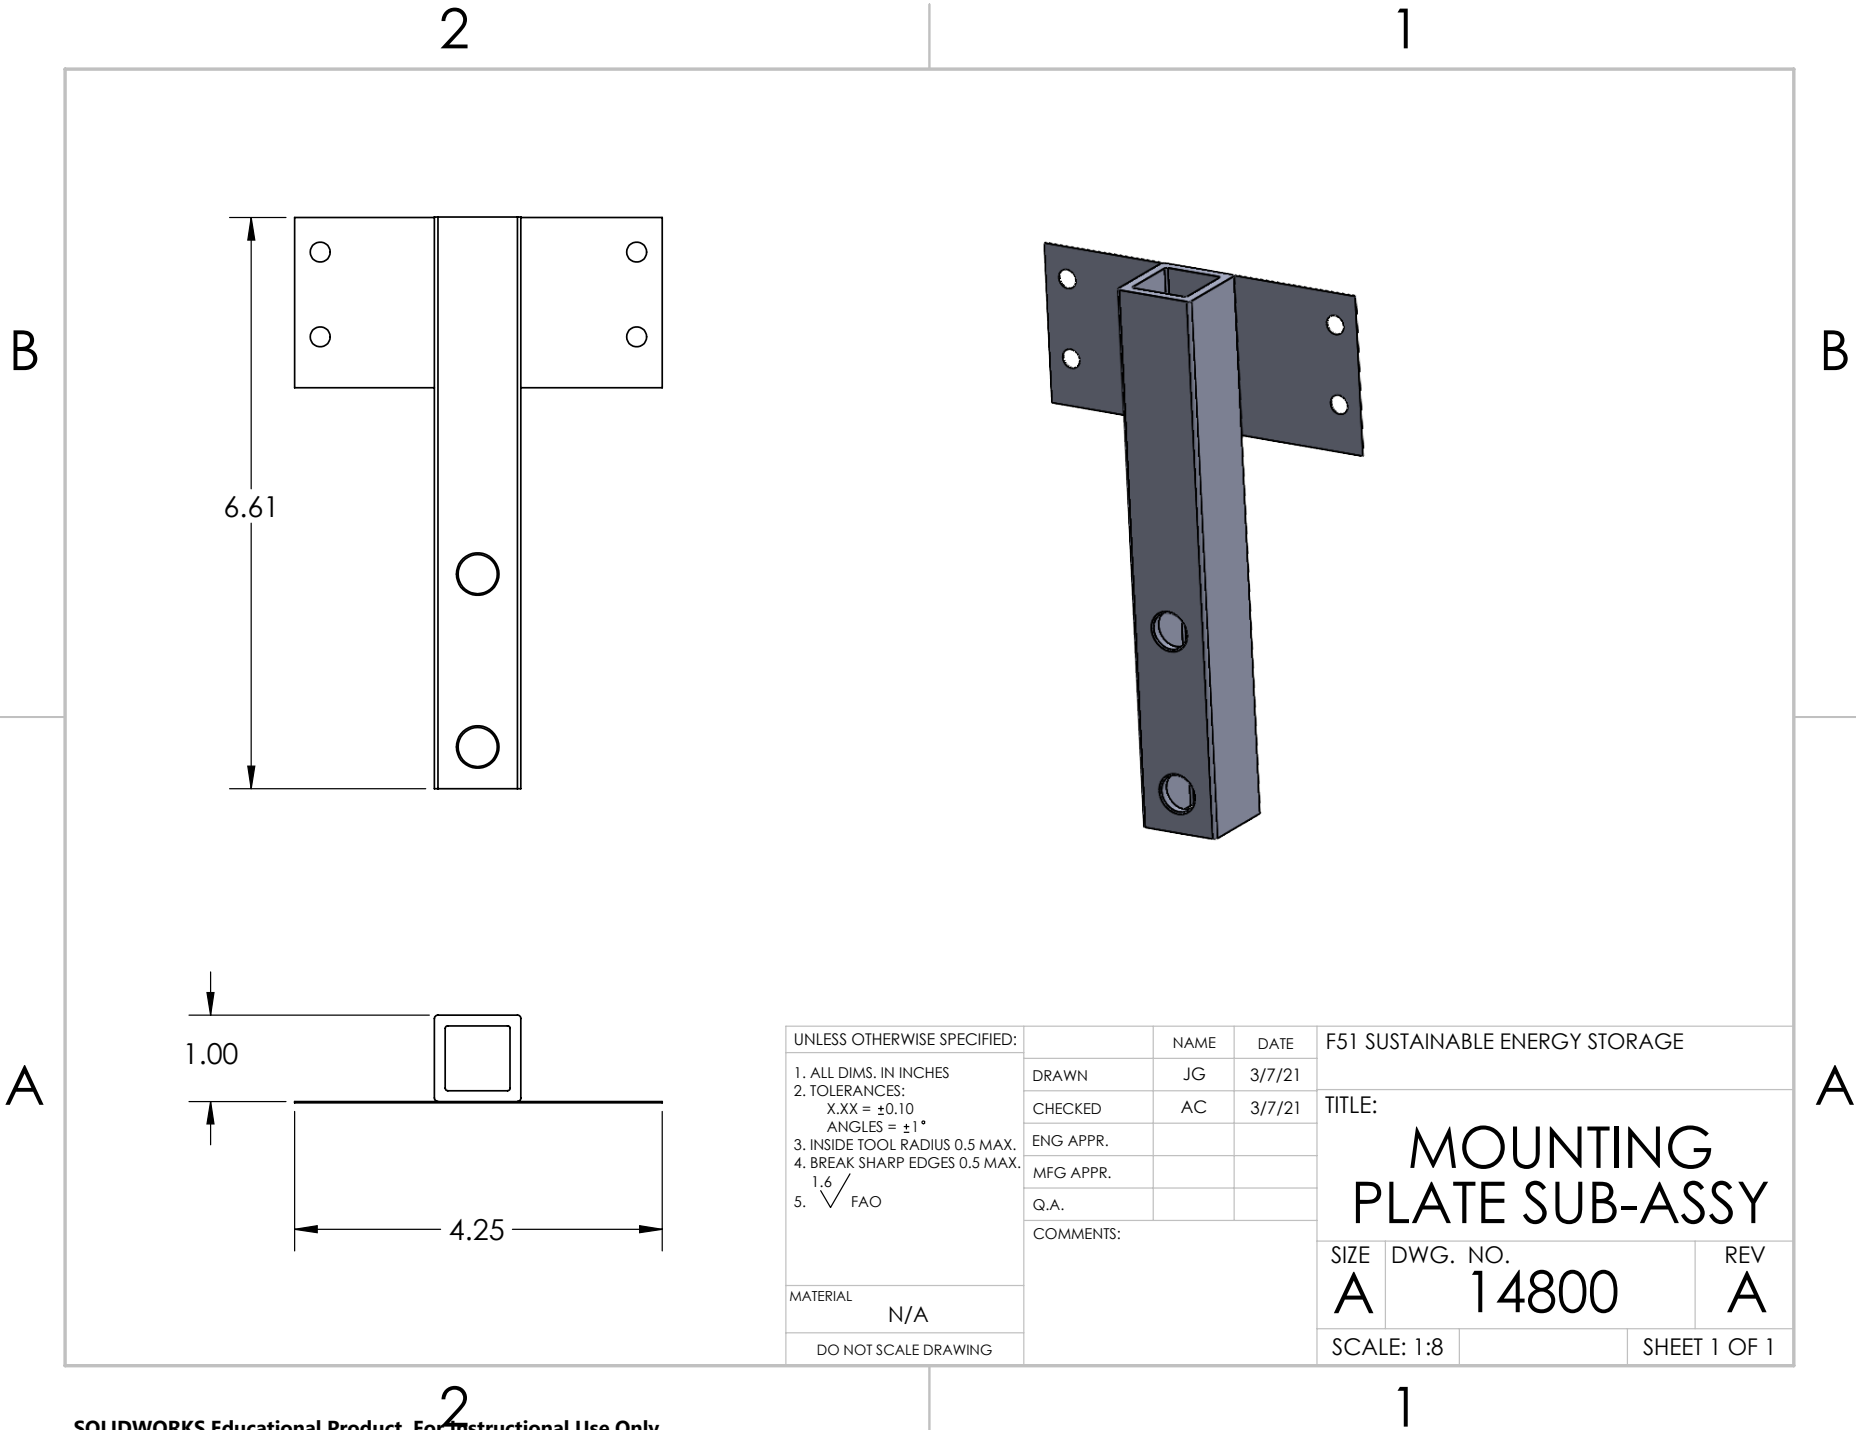 2
1
B
B
6.61
1.00
A
A
4.25
UNLESS OTHERWISE SPECIFIED:
1. ALL DIMS. IN INCHES
2. TOLERANCES:
X.XX = ±0.10
ANGLES = ±1°
3. INSIDE TOOL RADIUS 0.5 MAX.
4. BREAK SHARP EDGES 0.5 MAX.
1.6
5. FAO
MATERIAL
N/A
DO NOT SCALE DRAWING
NAME DATE
DRAWN JG 3/7/21
CHECKED AC 3/7/21
ENG APPR.
MFG APPR.
Q.A.
COMMENTS:
F51 SUSTAINABLE ENERGY STORAGE
TITLE:
MOUNTING
PLATE SUB-ASSY
SIZE DWG. NO. REV
A 14800 A
SCALE: 1:8 SHEET 1 OF 1
2
1
SOLIDWORKS Educational Product. For Instructional Use Only.